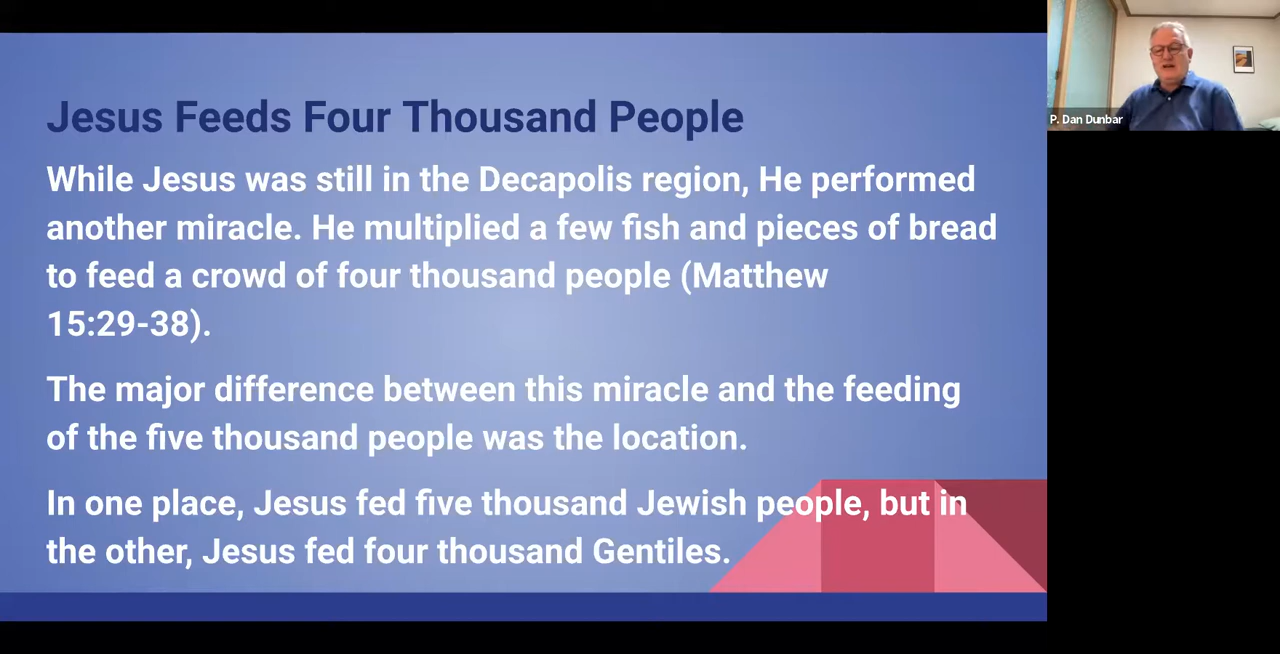 Jesus Feeds Four Thousand People
While Jesus was still in the Decapolis region, He performed
another miracle. He multiplied a few fish and pieces of bread
to feed a crowd of four thousand people (Matthew
15:29-38).
The major difference between this miracle and the feeding
of the five thousand people was the location.
In one place, Jesus fed five thousand Jewish people, but in
the other, Jesus fed four thousand Gentiles.
P. Dan Dunbar